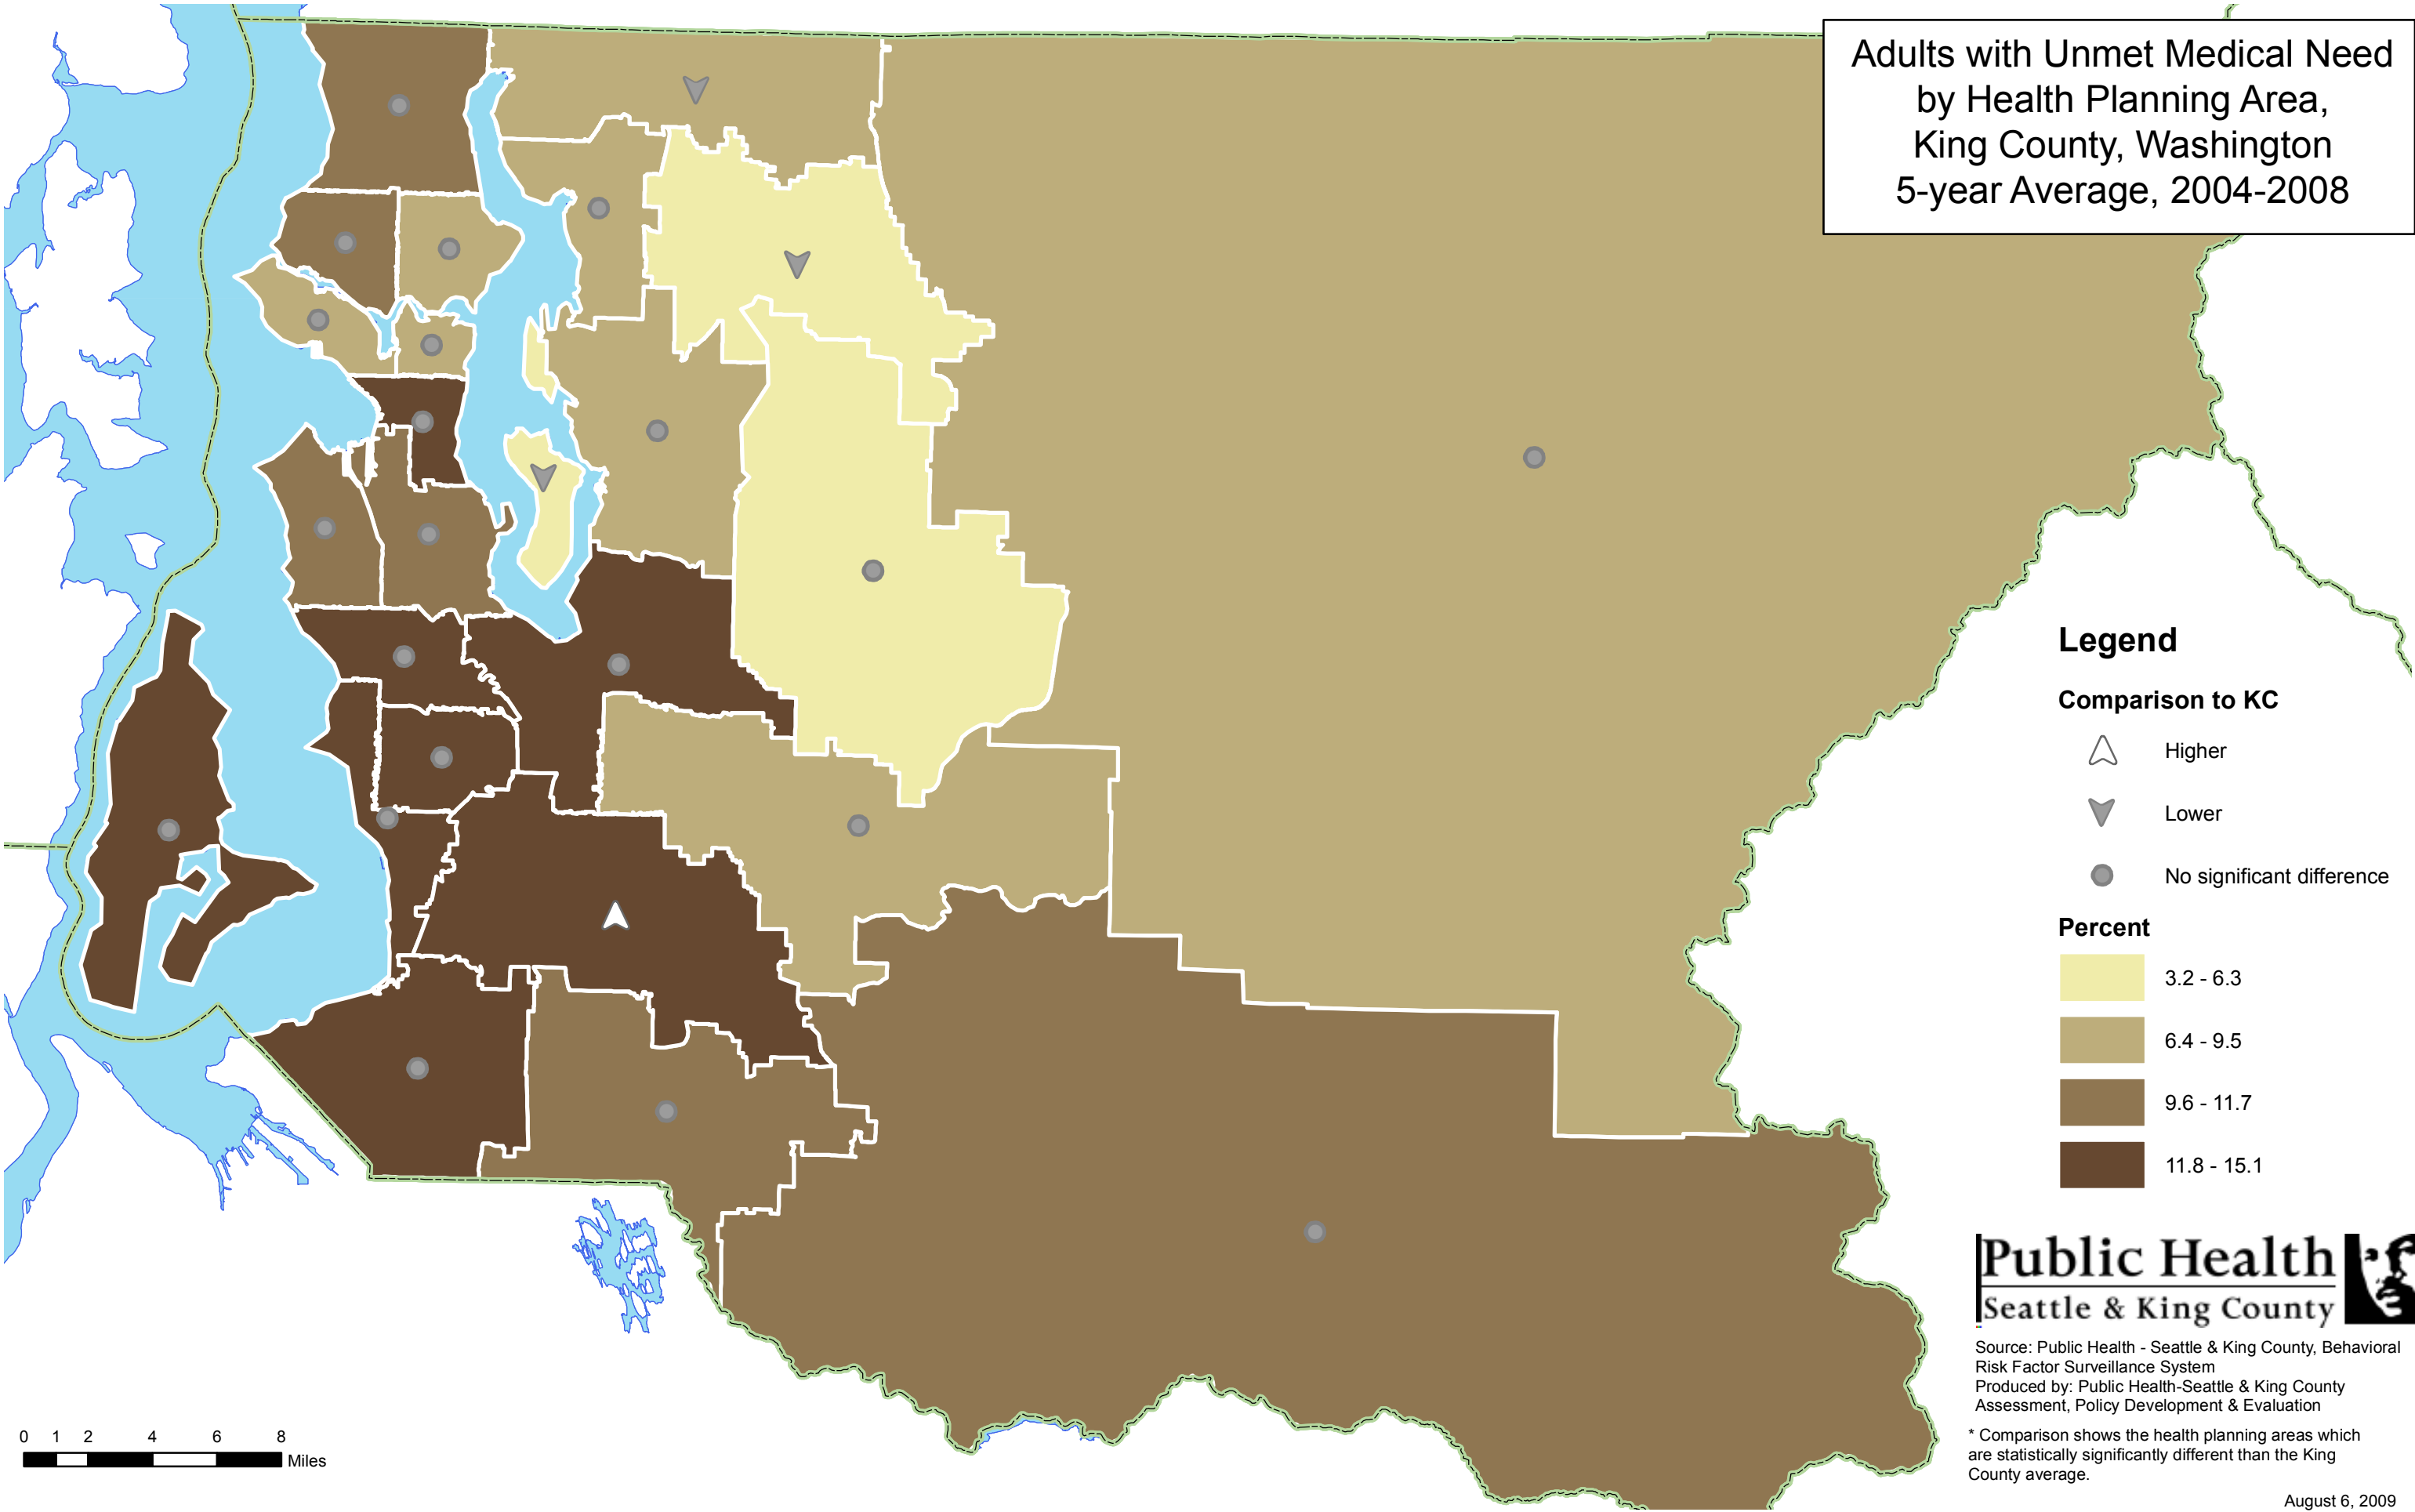 Adults with Unmet Medical Need
by Health Planning Area,
King County, Washington
5-year Average, 2004-2008
Legend
Comparison to KC
Higher
Lower
No significant difference
Percent
3.2 - 6.3
6.4 - 9.5
9.6 - 11.7
11.8 - 15.1
Public Health
Seattle & King County
Source: Public Health - Seattle & King County, Behavioral
Risk Factor Surveillance System
Produced by: Public Health-Seattle & King County
Assessment, Policy Development & Evaluation
* Comparison shows the health planning areas which
are statistically significantly different than the King
County average.
August 6, 2009
0 1 2 4 6 8
Miles